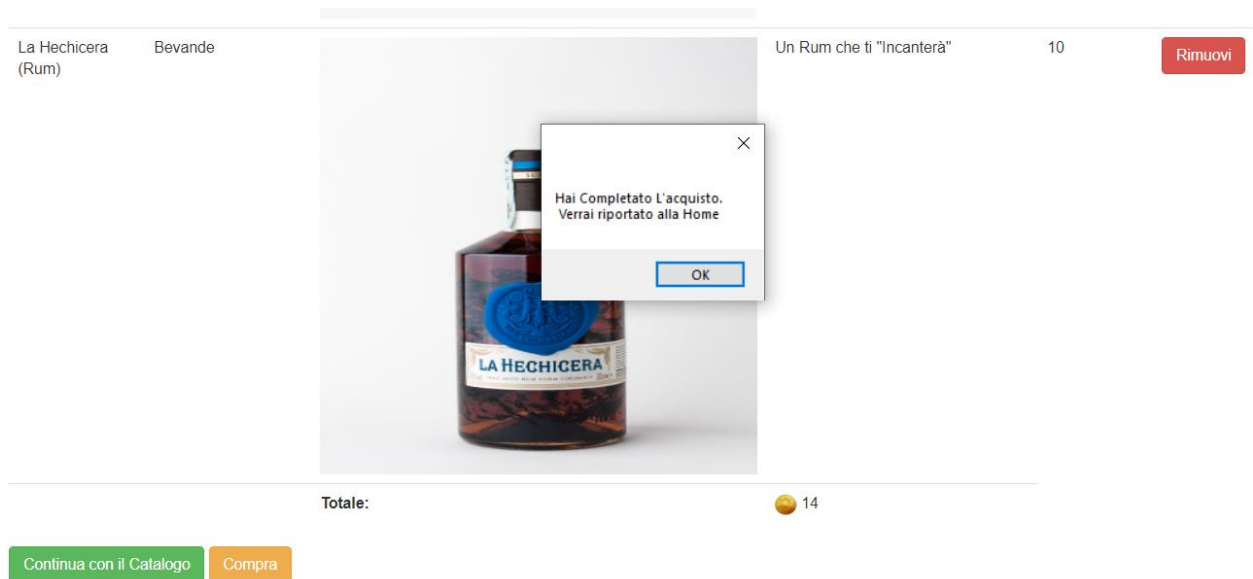 La Hechicera
(Rum)
Bevande
Un Rum che ti "Incanterà"
10
Rimuovi
Hai Completato L'acquisto.
Verrai riportato alla Home
OK
LA HECHICERA
Totale:
14
Continua con il Catalogo
Compra